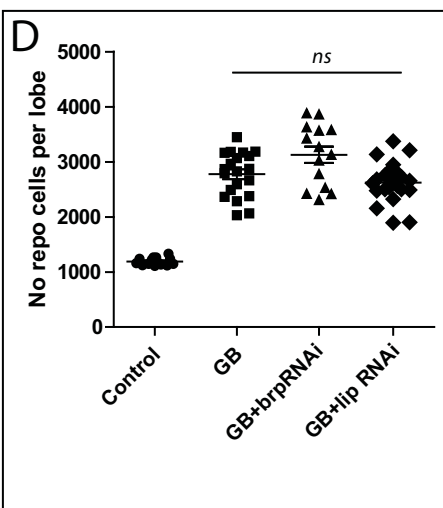 D
ns
No repo cells per lobe
5000
4000
3000
2000
1000
0
Control
GB
GB+brpRNAi
GB+lip RNAi